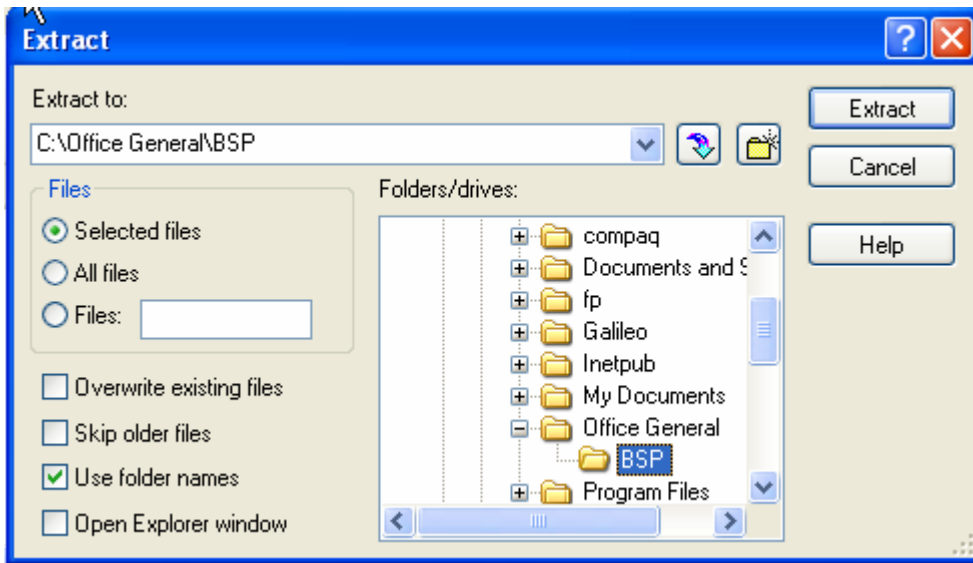 Extract
Extract to:
C:\Office General\BSP
Extract
Cancel
Help
Files
Selected files
All files
Files:
Overwrite existing files
Skip older files
Use folder names
Open Explorer window
Folders/drives:
compaq
Documents and S
fp
Galileo
Inetpub
My Documents
Office General
BSP
Program Files